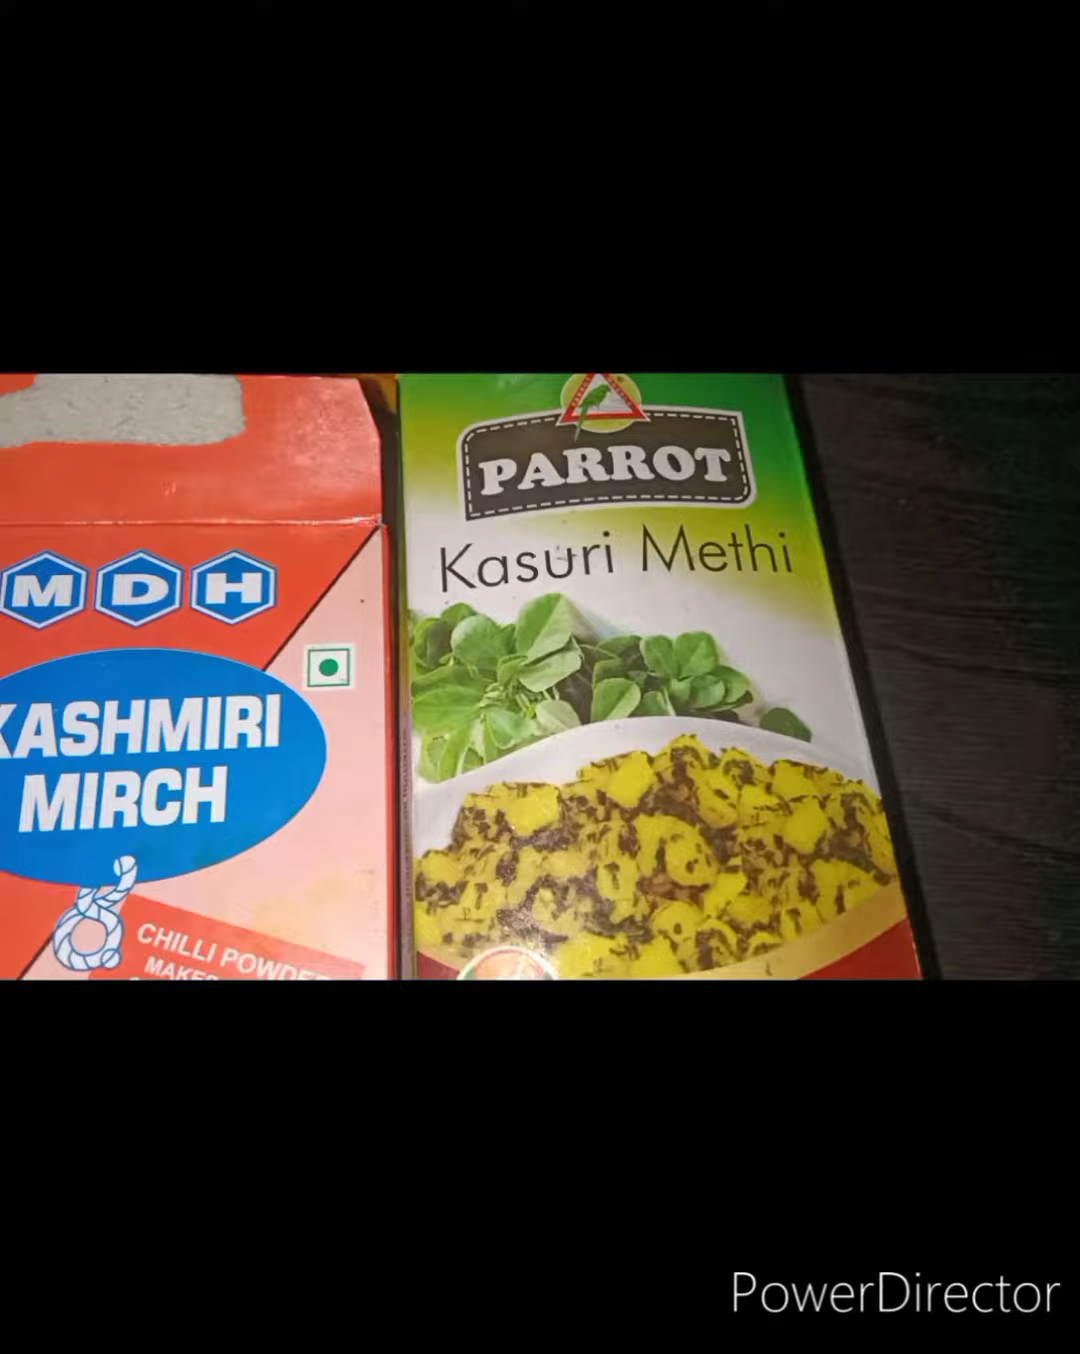 MDH
KASHMIRI
MIRCH
CHILLI POWDER
PARROT
Kasuri Methi
PowerDirector